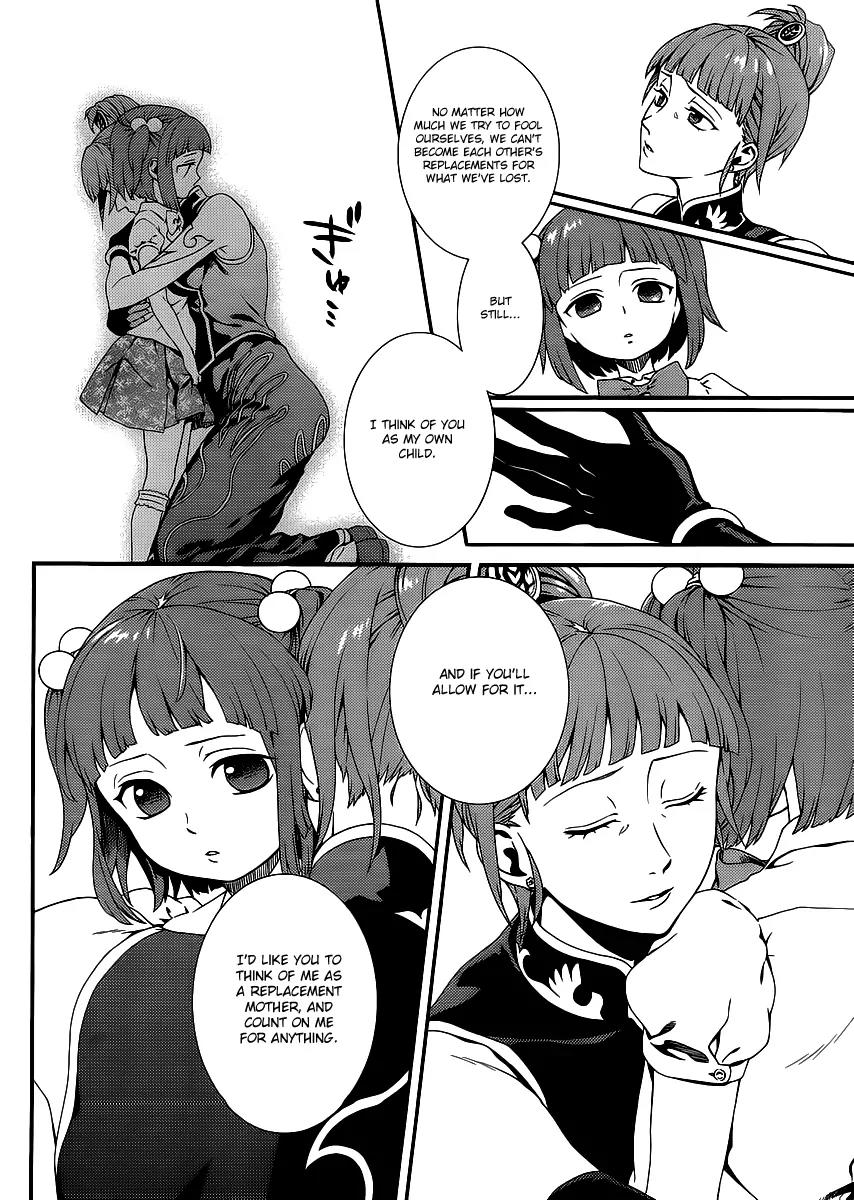 NO MATTER HOW
MUCH WE TRY TO FOOL
OURSELVES, WE CAN'T
BECOME EACH OTHER'S
REPLACEMENTS FOR
WHAT WE'VE LOST.
BUT
STILL...
I THINK OF YOU
AS MY OWN
CHILD.
ギュッ…
AND IF YOU'LL
ALLOW FOR IT...
I'D LIKE YOU TO
THINK OF ME AS
A REPLACEMENT
MOTHER, AND
COUNT ON ME
FOR ANYTHING.